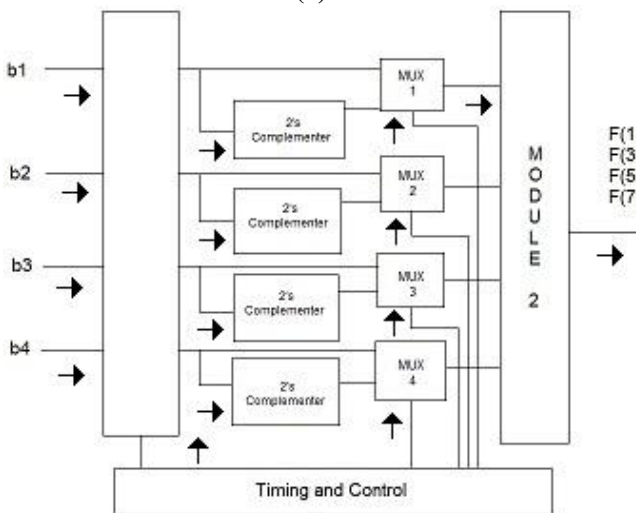 b1
MUX
1
2's
Complementer
b2
MUX
2
2's
Complementer
b3
MUX
3
2's
Complementer
b4
MUX
4
2's
Complementer
MODULE 2
F(1
F(3
F(5
F(7
Timing and Control